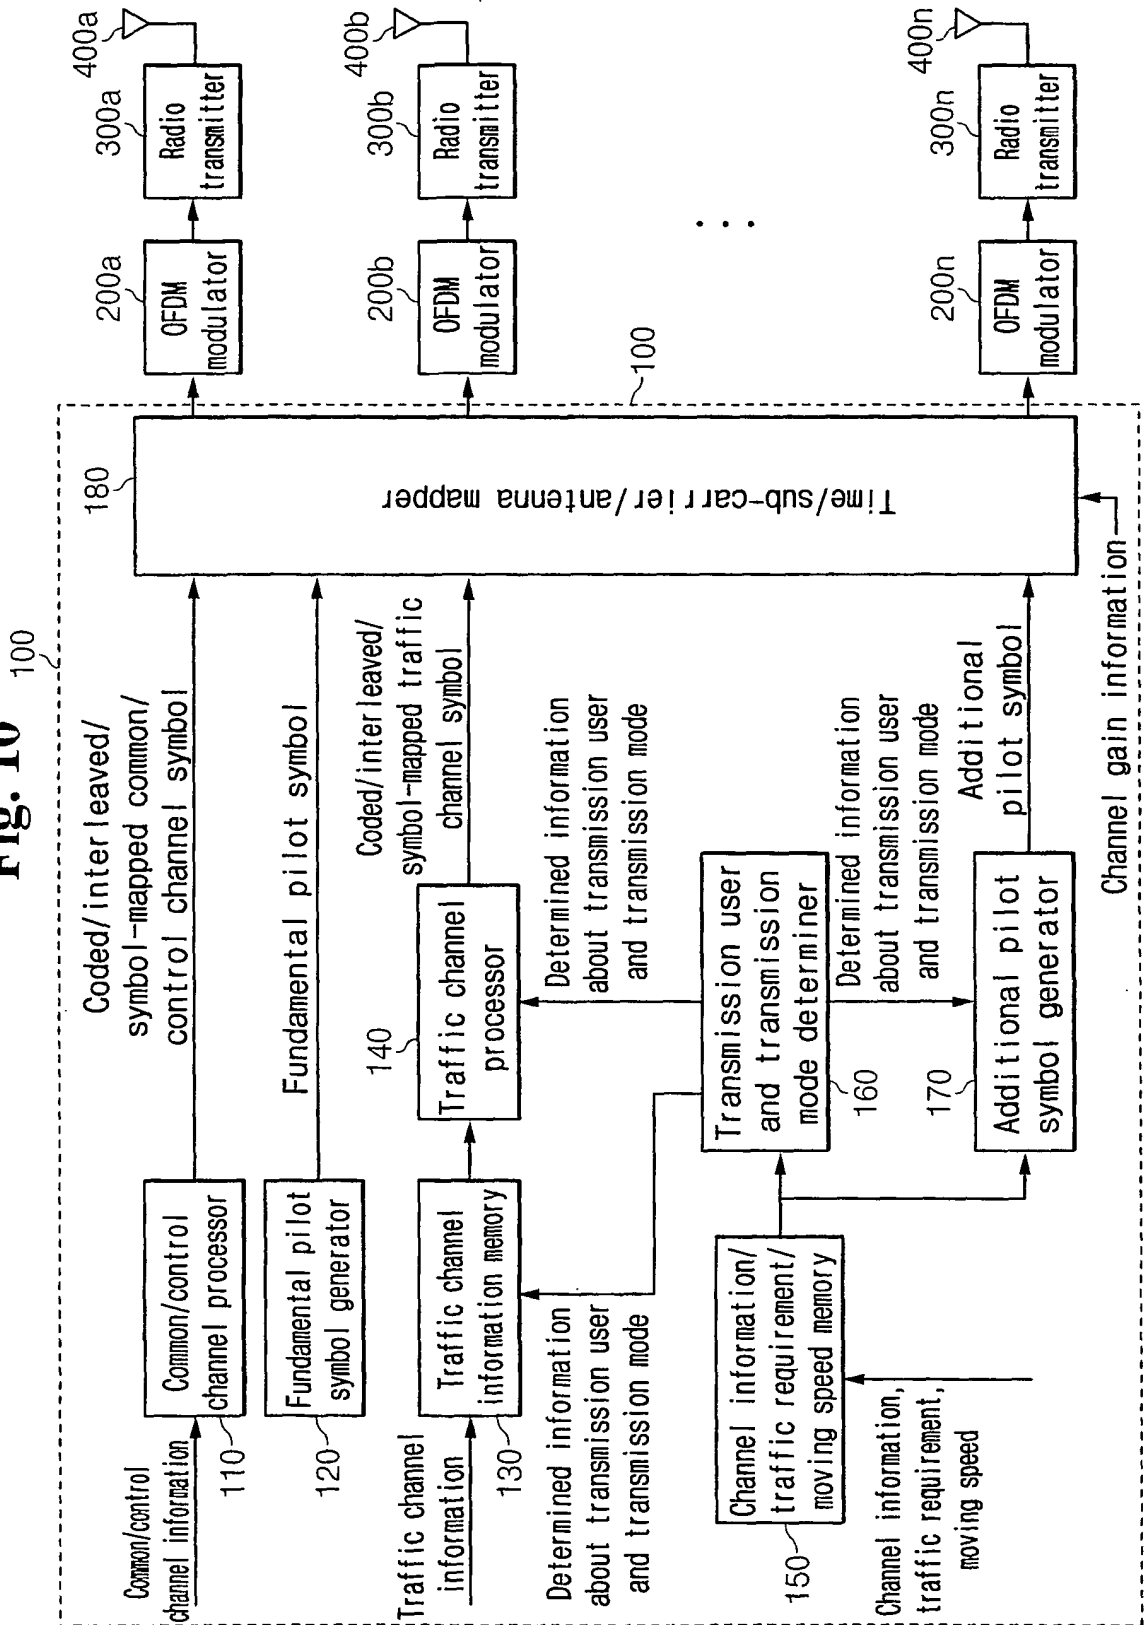 Fig. 10
100
Common/control
channel information
110
Common/control
channel processor
Coded/interleaved/
symbol-mapped common/
control channel symbol
120
Fundamental pilot
symbol generator
Fundamental pilot symbol
Traffic channel
information
130
Traffic channel
information memory
140
Traffic channel
processor
Coded/interleaved/
symbol-mapped traffic
channel symbol
Determined information
about transmission user
and transmission mode
Determined information
about transmission user
and transmission mode
Channel information,
traffic requirement,
moving speed
150
Channel information/
traffic requirement/
moving speed memory
160
Transmission user
and transmission
mode determiner
Determined information
about transmission user
and transmission mode
170
Additional pilot
symbol generator
Additional
pilot symbol
Channel gain information
180
Time/sub-carrier/antenna mapper
100
200a
OFDM
modulator
300a
Radio
transmitter
400a
200b
OFDM
modulator
300b
Radio
transmitter
400b
. . .
200n
OFDM
modulator
300n
Radio
transmitter
400n